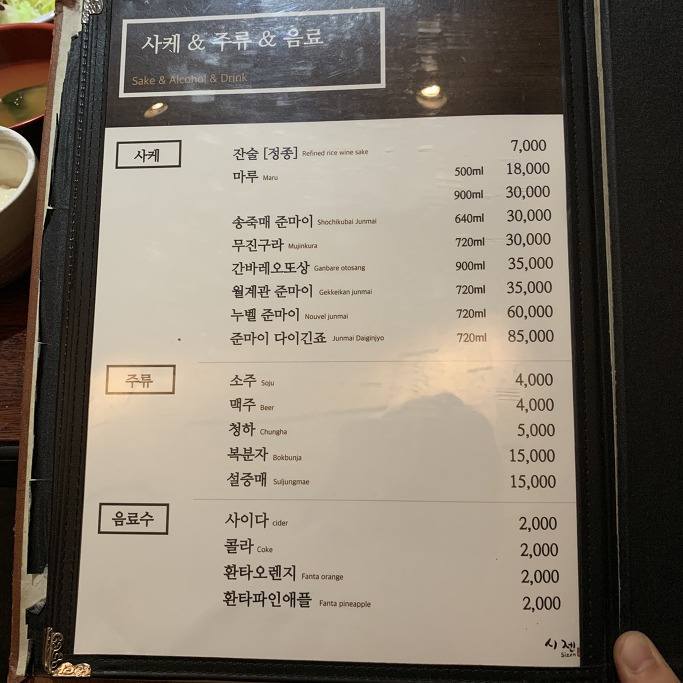 사케 & 주류 & 음료
Sake & Alcohol & Drink
사케
잔술 [정종] Refined rice wine sake 7,000
마루 Maru 500ml 18,000
900ml 30,000
송죽매 준마이 Shochikubai Junmai 640ml 30,000
무진구라 Mujinkura 720ml 30,000
간바레오또상 Ganbare otosang 900ml 35,000
월계관 준마이 Gekkeikan junmai 720ml 35,000
누벨 준마이 Nouvel junmai 720ml 60,000
준마이 다이긴죠 Junmai Daiginjyo 720ml 85,000
주류
소주 Soju 4,000
맥주 Beer 4,000
청하 Chungha 5,000
복분자 Bokbunja 15,000
설중매 Suljungmae 15,000
음료수
사이다 cider 2,000
콜라 Coke 2,000
환타오렌지 Fanta orange 2,000
환타파인애플 Fanta pineapple 2,000
시젠
Sizen